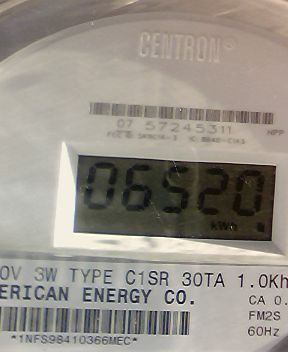 CENTRON®
07 57245311
HPP
06520
kWh
0V 3W TYPE C1SR 30TA 1.0Kh
ERICAN ENERGY CO.
CA 0.
FM2S
60Hz
*1NFS98410366MEC*